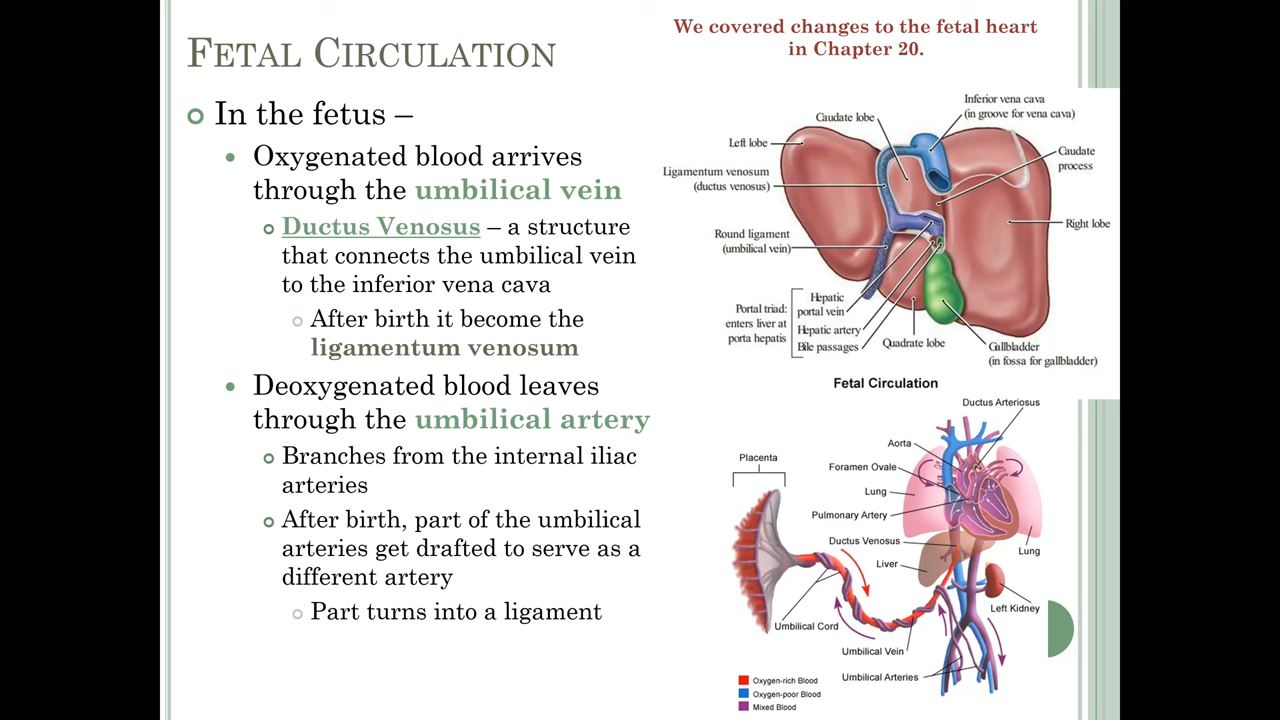 FETAL CIRCULATION
We covered changes to the fetal heart
in Chapter 20.
In the fetus –
Oxygenated blood arrives
through the umbilical vein
Ductus Venosus – a structure
that connects the umbilical vein
to the inferior vena cava
After birth it become the
ligamentum venosum
Deoxygenated blood leaves
through the umbilical artery
Branches from the internal iliac
arteries
After birth, part of the umbilical
arteries get drafted to serve as a
different artery
Part turns into a ligament
Inferior vena cava
(in groove for vena cava)
Caudate lobe
Left lobe
Caudate
process
Ligamentum venosum
(ductus venosus)
Right lobe
Round ligament
(umbilical vein)
Portal triad:
enters liver at
porta hepatis
Hepatic
portal vein
Hepatic artery
Bile passages
Quadrate lobe
Gallbladder
(in fossa for gallbladder)
Fetal Circulation
Ductus Arteriosus
Aorta
Placenta
Foramen Ovale
Lung
Pulmonary Artery
Ductus Venosus
Lung
Liver
Left Kidney
Umbilical Cord
Umbilical Vein
Umbilical Arteries
Oxygen-rich Blood
Oxygen-poor Blood
Mixed Blood